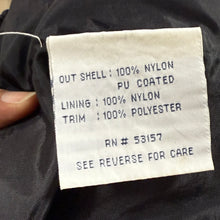 OUT SHELL : 100% NYLON
PU COATED
LINING : 100% NYLON
TRIM : 100% POLYESTER
RN # 53157
SEE REVERSE FOR CARE